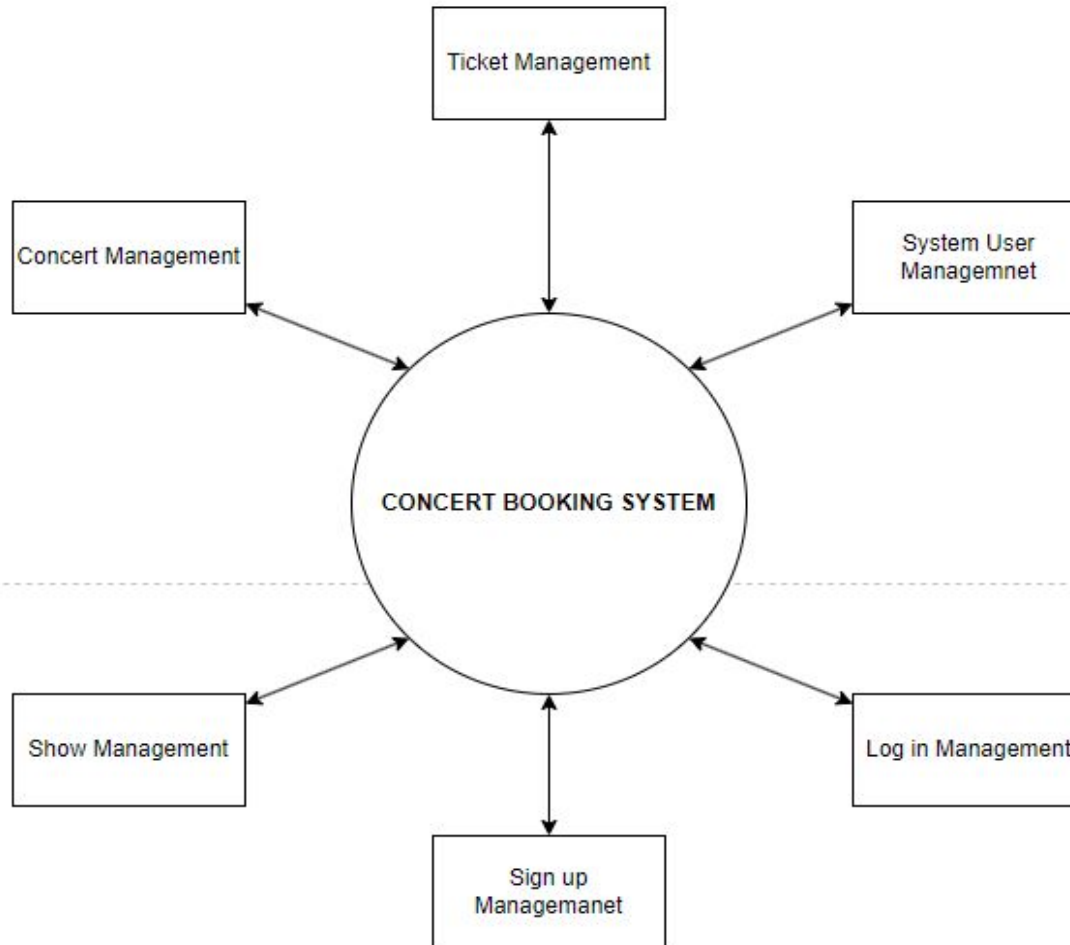 Ticket Management
Concert Management
System User
Managemnet
CONCERT BOOKING SYSTEM
Show Management
Log in Management
Sign up
Managemanet